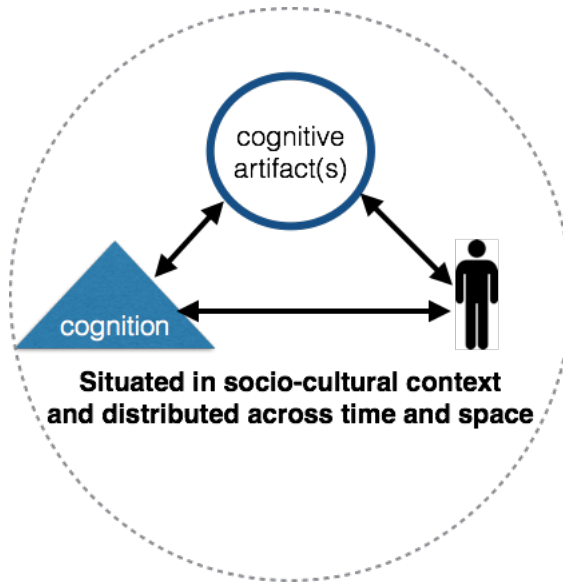 cognitive
artifact(s)
cognition
Situated in socio-cultural context
and distributed across time and space